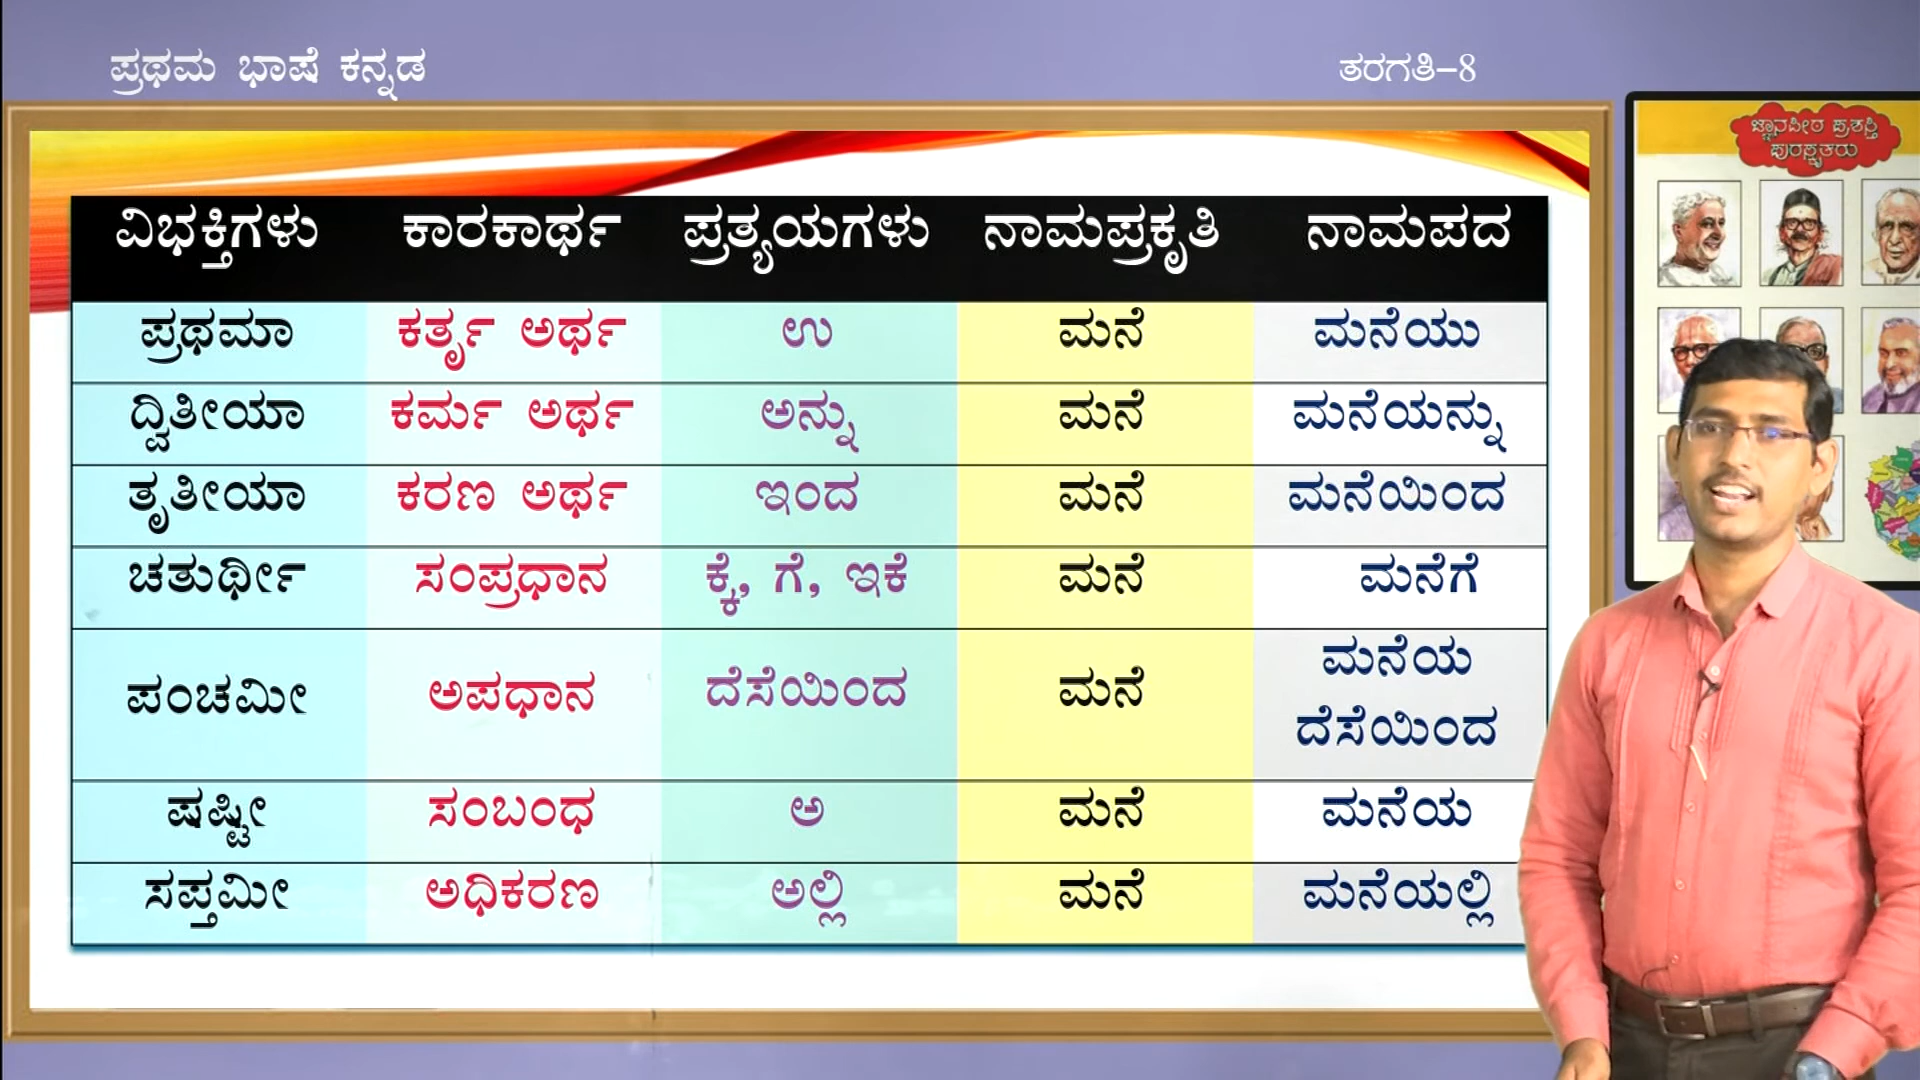 ಪ್ರಥಮ ಭಾಷೆ ಕನ್ನಡ
ತರಗತಿ-8
ಜ್ಞಾನಪೀಠ ಪ್ರಶಸ್ತಿ
ಪುರಸ್ಕೃತರು
ವಿಭಕ್ತಿಗಳು ಕಾರಕಾರ್ಥ ಪ್ರತ್ಯಯಗಳು ನಾಮಪ್ರಕೃತಿ ನಾಮಪದ
ಪ್ರಥಮಾ ಕರ್ತೃ ಅರ್ಥ ಉ ಮನೆ ಮನೆಯು
ದ್ವಿತೀಯಾ ಕರ್ಮ ಅರ್ಥ ಅನ್ನು ಮನೆ ಮನೆಯನ್ನು
ತೃತೀಯಾ ಕರಣ ಅರ್ಥ ಇಂದ ಮನೆ ಮನೆಯಿಂದ
ಚತುರ್ಥೀ ಸಂಪ್ರಧಾನ ಕ್ಕೆ, ಗೆ, ಇಕೆ ಮನೆ ಮನೆಗೆ
ಪಂಚಮೀ ಅಪಧಾನ ದೆಸೆಯಿಂದ ಮನೆ ಮನೆಯ
ದೆಸೆಯಿಂದ
ಷಷ್ಟೀ ಸಂಬಂಧ ಅ ಮನೆ ಮನೆಯ
ಸಪ್ತಮೀ ಅಧಿಕರಣ ಅಲ್ಲಿ ಮನೆ ಮನೆಯಲ್ಲಿ